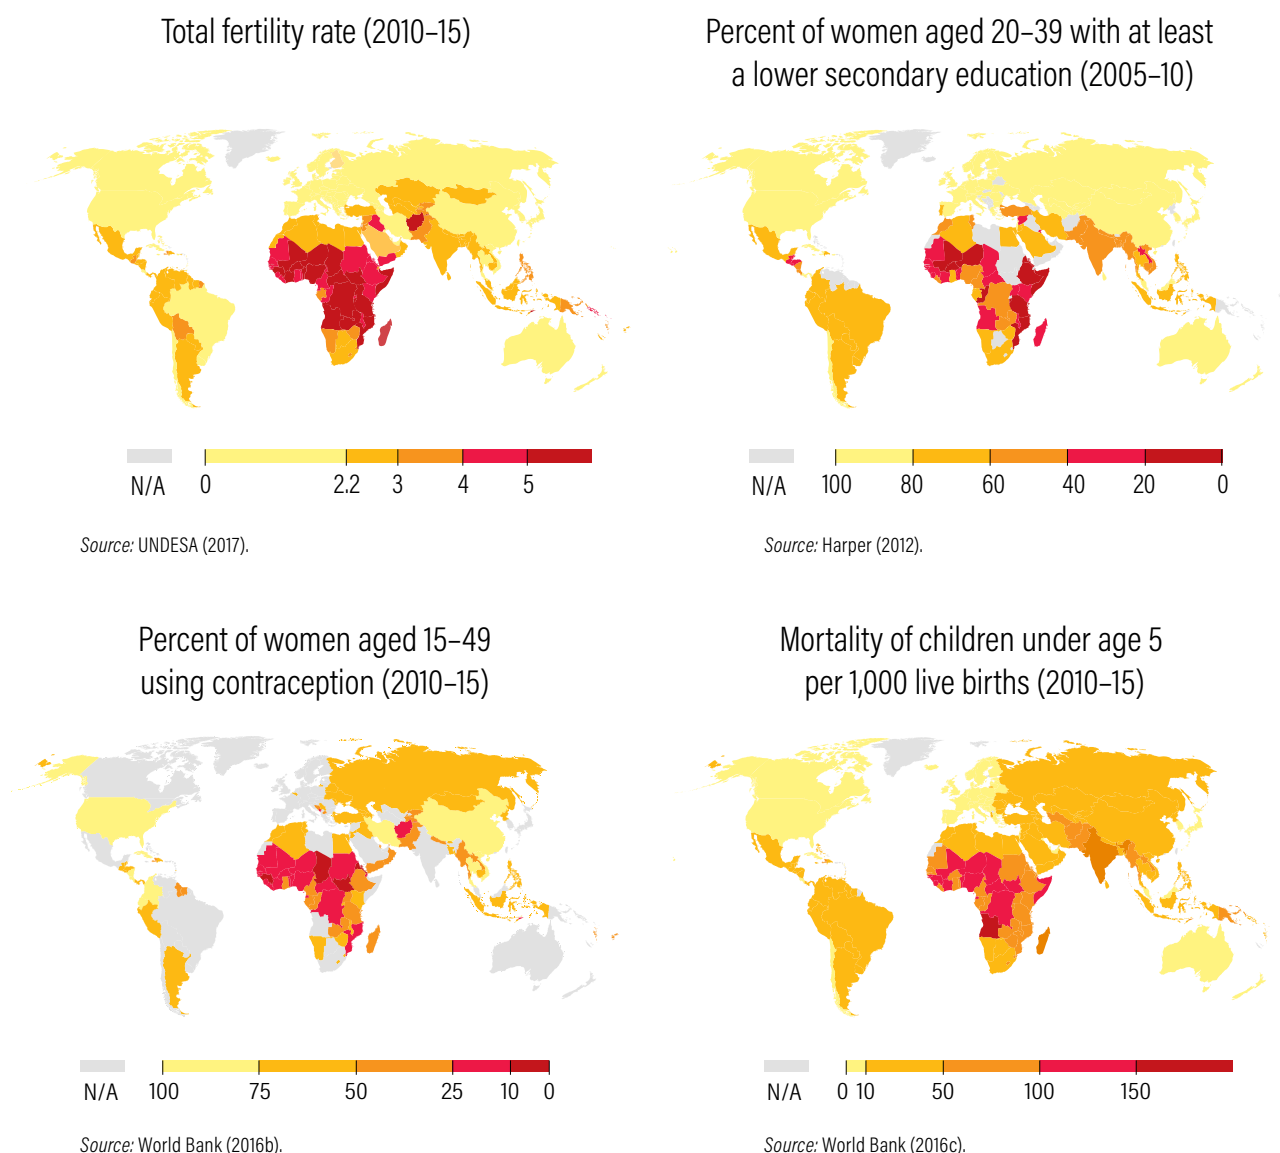 Total fertility rate (2010–15)
N/A 0 2.2 3 4 5
Source: UNDESA (2017).
Percent of women aged 20–39 with at least
a lower secondary education (2005–10)
N/A 100 80 60 40 20 0
Source: Harper (2012).
Percent of women aged 15–49
using contraception (2010–15)
N/A 100 75 50 25 10 0
Source: World Bank (2016b).
Mortality of children under age 5
per 1,000 live births (2010–15)
N/A 0 10 50 100 150
Source: World Bank (2016c).